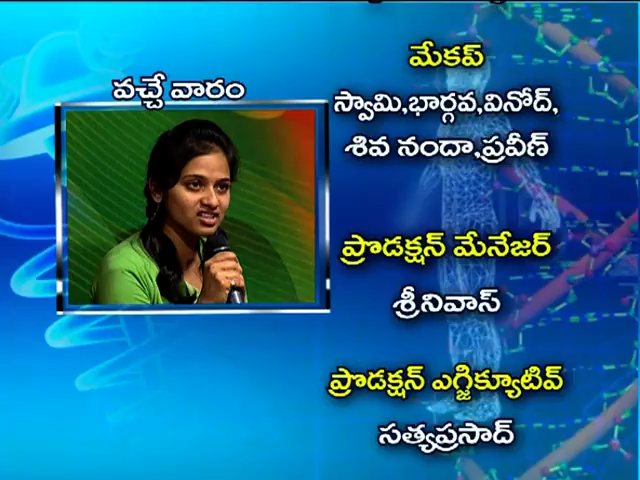 వచ్చే వారం
మేకప్
స్వామి,భార్గవ,వినోద్,
శివ నందా,ప్రవీణ్
ప్రొడక్షన్ మేనేజర్
శ్రీనివాస్
ప్రొడక్షన్ ఎగ్జిక్యూటివ్
సత్యప్రసాద్